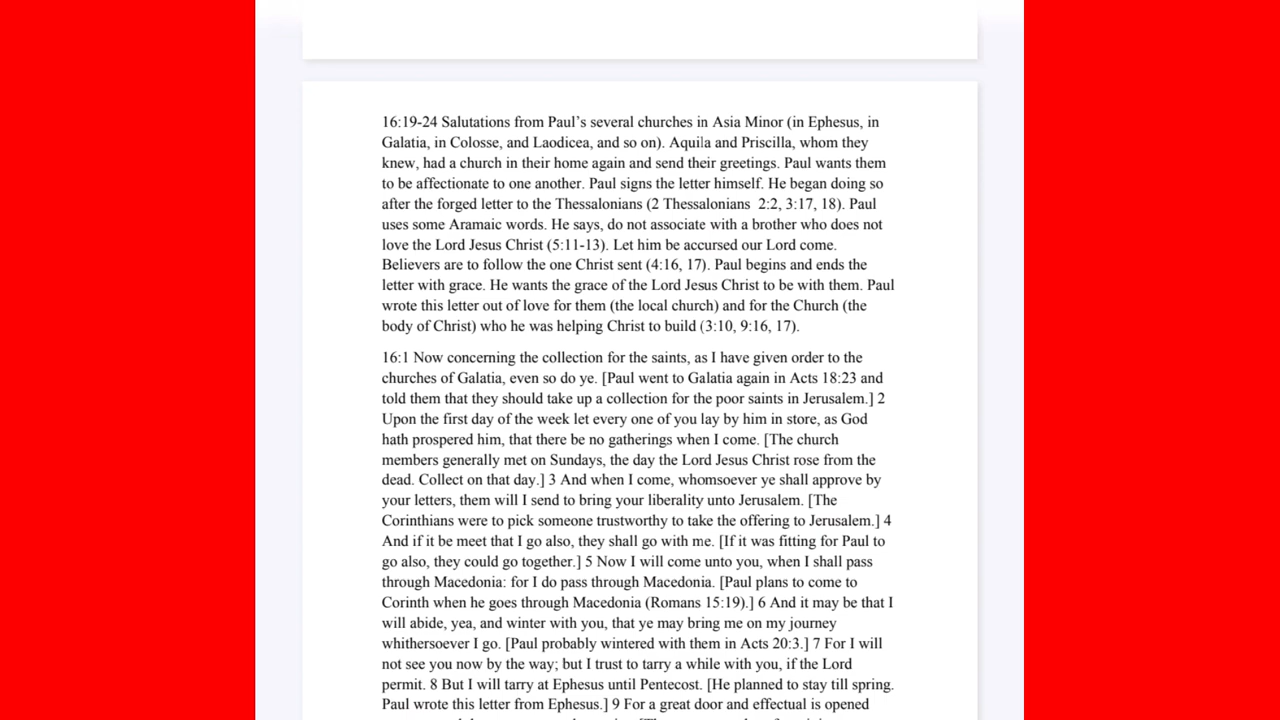 16:19-24 Salutations from Paul’s several churches in Asia Minor (in Ephesus, in
Galatia, in Colosse, and Laodicea, and so on). Aquila and Priscilla, whom they
knew, had a church in their home again and send their greetings. Paul wants them
to be affectionate to one another. Paul signs the letter himself. He began doing so
after the forged letter to the Thessalonians (2 Thessalonians  2:2, 3:17, 18). Paul
uses some Aramaic words. He says, do not associate with a brother who does not
love the Lord Jesus Christ (5:11-13). Let him be accursed our Lord come.
Believers are to follow the one Christ sent (4:16, 17). Paul begins and ends the
letter with grace. He wants the grace of the Lord Jesus Christ to be with them. Paul
wrote this letter out of love for them (the local church) and for the Church (the
body of Christ) who he was helping Christ to build (3:10, 9:16, 17).
16:1 Now concerning the collection for the saints, as I have given order to the
churches of Galatia, even so do ye. [Paul went to Galatia again in Acts 18:23 and
told them that they should take up a collection for the poor saints in Jerusalem.] 2
Upon the first day of the week let every one of you lay by him in store, as God
hath prospered him, that there be no gatherings when I come. [The church
members generally met on Sundays, the day the Lord Jesus Christ rose from the
dead. Collect on that day.] 3 And when I come, whomsoever ye shall approve by
your letters, them will I send to bring your liberality unto Jerusalem. [The
Corinthians were to pick someone trustworthy to take the offering to Jerusalem.] 4
And if it be meet that I go also, they shall go with me. [If it was fitting for Paul to
go also, they could go together.] 5 Now I will come unto you, when I shall pass
through Macedonia: for I do pass through Macedonia. [Paul plans to come to
Corinth when he goes through Macedonia (Romans 15:19).] 6 And it may be that I
will abide, yea, and winter with you, that ye may bring me on my journey
whithersoever I go. [Paul probably wintered with them in Acts 20:3.] 7 For I will
not see you now by the way; but I trust to tarry a while with you, if the Lord
permit. 8 But I will tarry at Ephesus until Pentecost. [He planned to stay till spring.
Paul wrote this letter from Ephesus.] 9 For a great door and effectual is opened